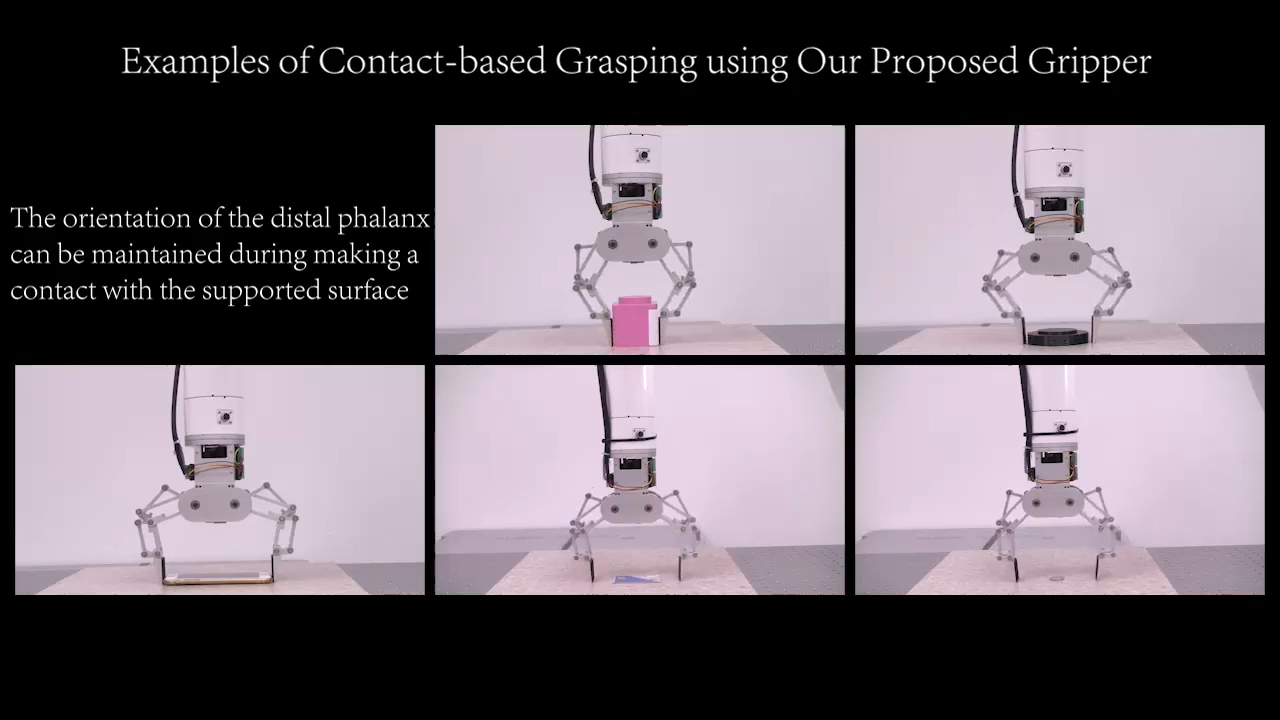 Examples of Contact-based Grasping using Our Proposed Gripper
The orientation of the distal phalanx
can be maintained during making a
contact with the supported surface